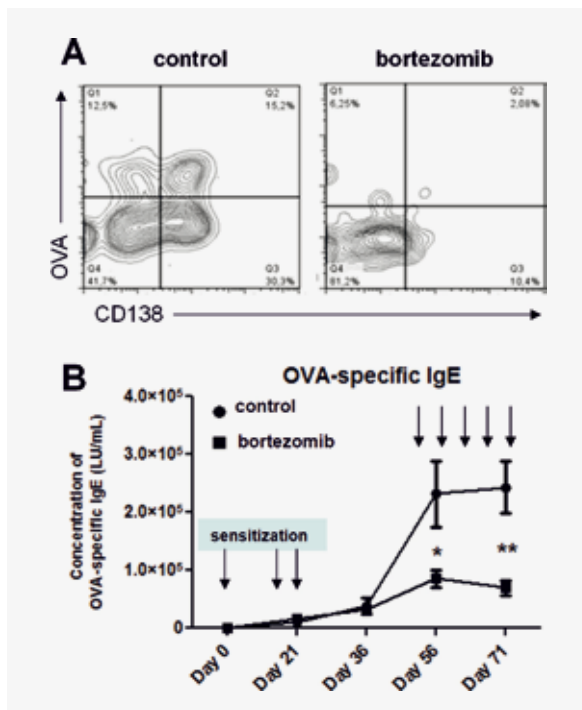 A
control
bortezomib
Q1
12,5%
Q2
15,2%
Q1
6,25%
Q2
2,08%
OVA
Q4
41,7%
Q3
30,3%
Q4
81,2%
Q3
10,4%
CD138
B
OVA-specific IgE
Concentration of
OVA-specific IgE (LU/mL)
4.0×10⁵
3.0×10⁵
2.0×10⁵
1.0×10⁵
0
control
bortezomib
sensitization
*
**
Day 0
Day 21
Day 36
Day 56
Day 71